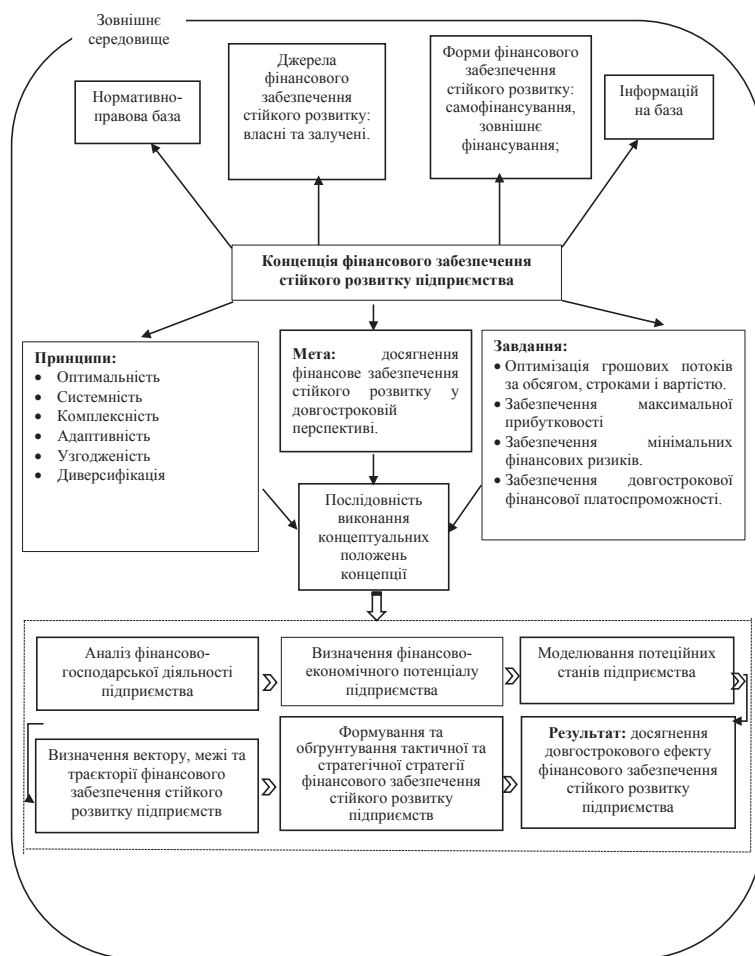 Зовнішнє
середовище
Нормативно-
правова база
Джерела
фінансового
забезпечення
стійкого розвитку:
власні та залучені.
Форми фінансового
забезпечення
стійкого розвитку:
самофінансування,
зовнішнє
фінансування;
Інформацій
на база
Концепція фінансового забезпечення
стійкого розвитку підприємства
Принципи:
• Оптимальність
• Системність
• Комплексність
• Адаптивність
• Узгодженість
• Диверсифікація
Мета: досягнення
фінансове забезпечення
стійкого розвитку у
довгостроковій
перспективі.
Завдання:
• Оптимізація грошових потоків
за обсягом, строками і вартістю.
• Забезпечення максимальної
прибутковості
• Забезпечення мінімальних
фінансових ризиків.
• Забезпечення довгострокової
фінансової платоспроможності.
Послідовність
виконання
концептуальних
положень
концепції
Аналіз фінансово-
господарської діяльності
підприємства
Визначення фінансово-
економічного потенціалу
підприємства
Моделювання потеційних
станів підприємства
Визначення вектору, межі та
траєкторії фінансового
забезпечення стійкого
розвитку підприємств
Формування та
обґрунтування тактичної та
стратегічної стратегії
фінансового забезпечення
стійкого розвитку
підприємств
Результат: досягнення
довгострокового ефекту
фінансового забезпечення
стійкого розвитку
підприємства